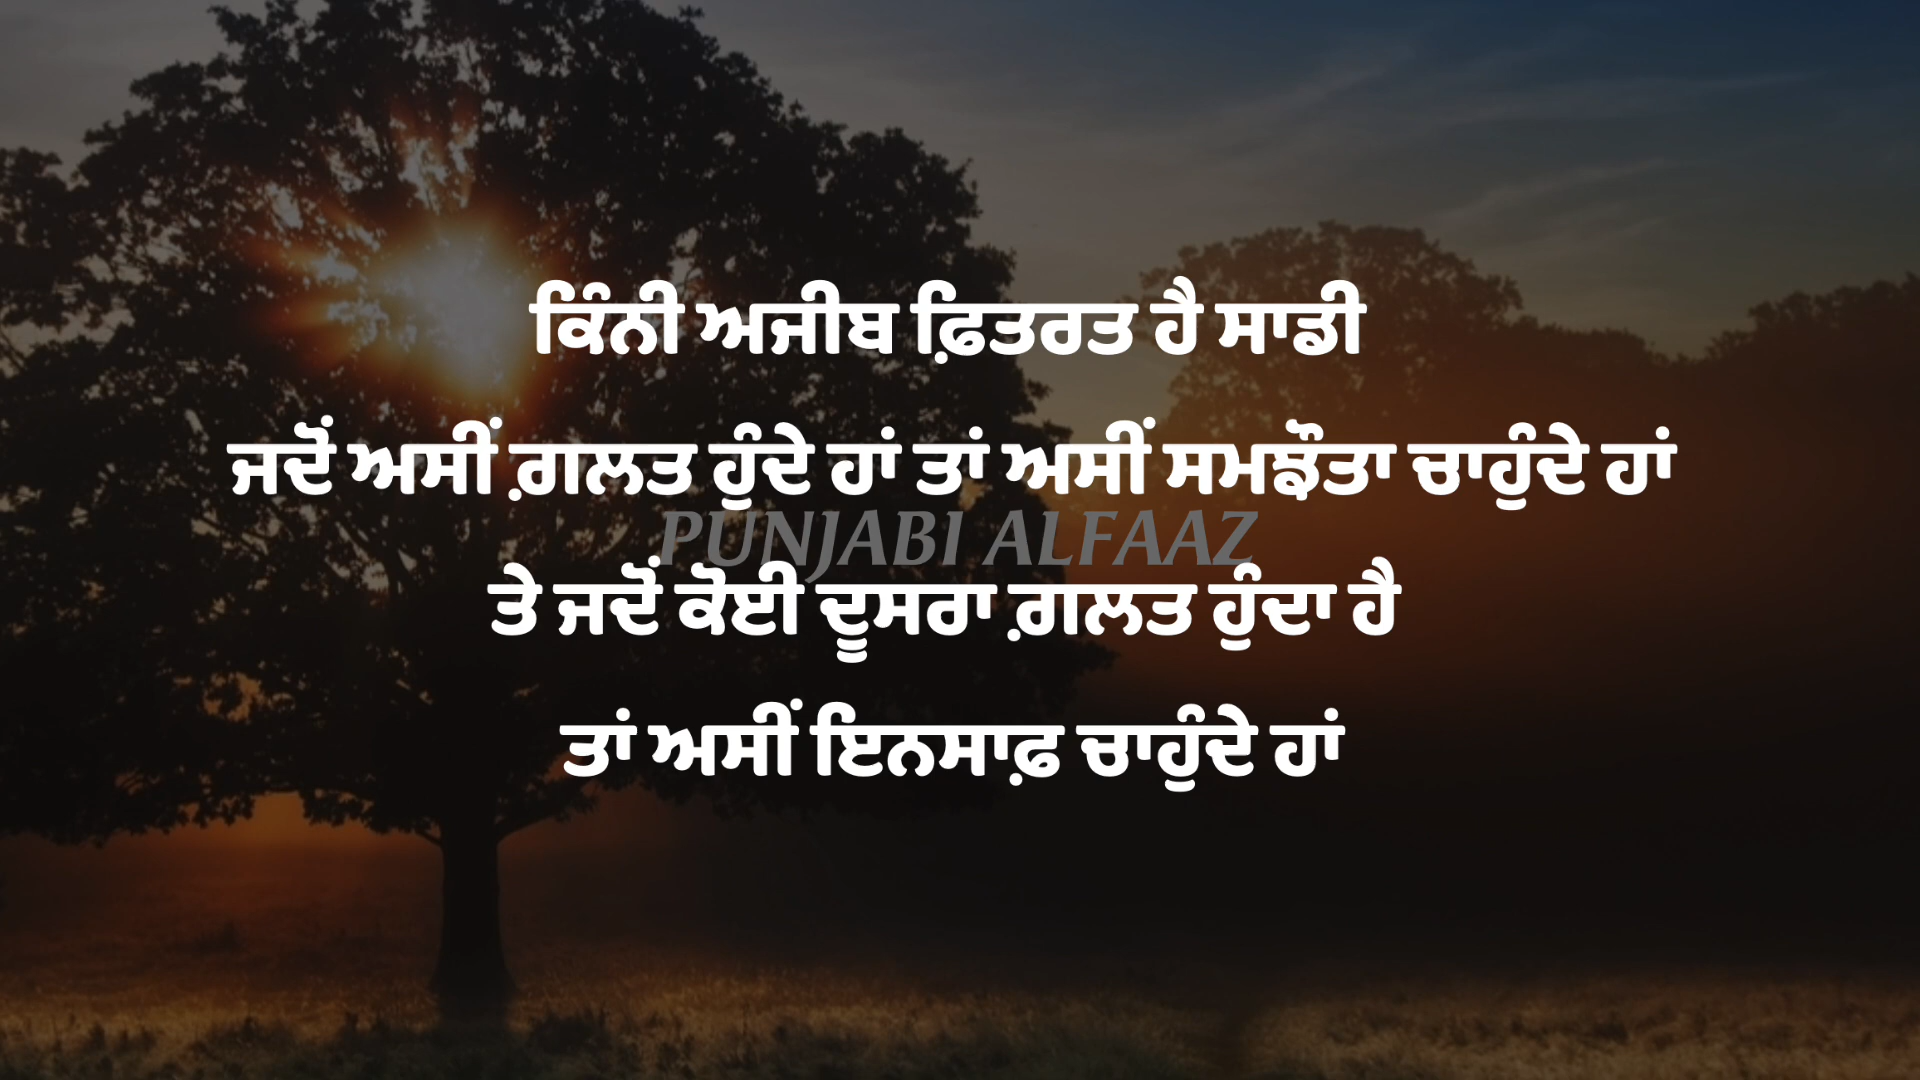 ਕਿੰਨੀ ਅਜੀਬ ਫ਼ਿਤਰਤ ਹੈ ਸਾਡੀ
ਜਦੋਂ ਅਸੀਂ ਗ਼ਲਤ ਹੁੰਦੇ ਹਾਂ ਤਾਂ ਅਸੀਂ ਸਮਝੌਤਾ ਚਾਹੁੰਦੇ ਹਾਂ
PUNJABI ALFAAZ
ਤੇ ਜਦੋਂ ਕੋਈ ਦੂਸਰਾ ਗ਼ਲਤ ਹੁੰਦਾ ਹੈ
ਤਾਂ ਅਸੀਂ ਇਨਸਾਫ਼ ਚਾਹੁੰਦੇ ਹਾਂ